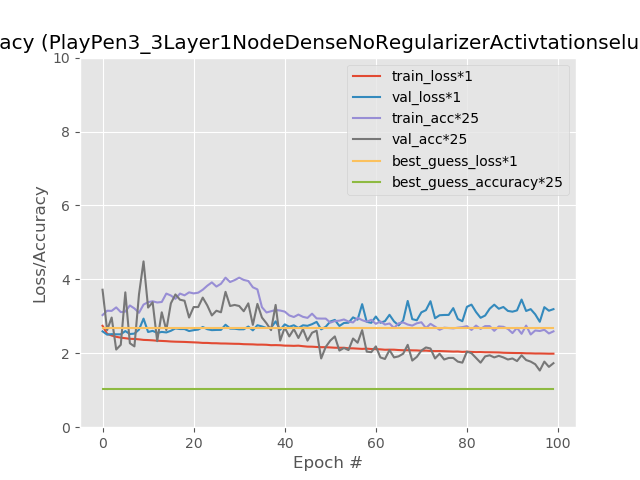 acy (PlayPen3_3Layer1NodeDenseNoRegularizerActivtationselu
10
8
6
4
2
0
Loss/Accuracy
train_loss*1
val_loss*1
train_acc*25
val_acc*25
best_guess_loss*1
best_guess_accuracy*25
0 20 40 60 80 100
Epoch #